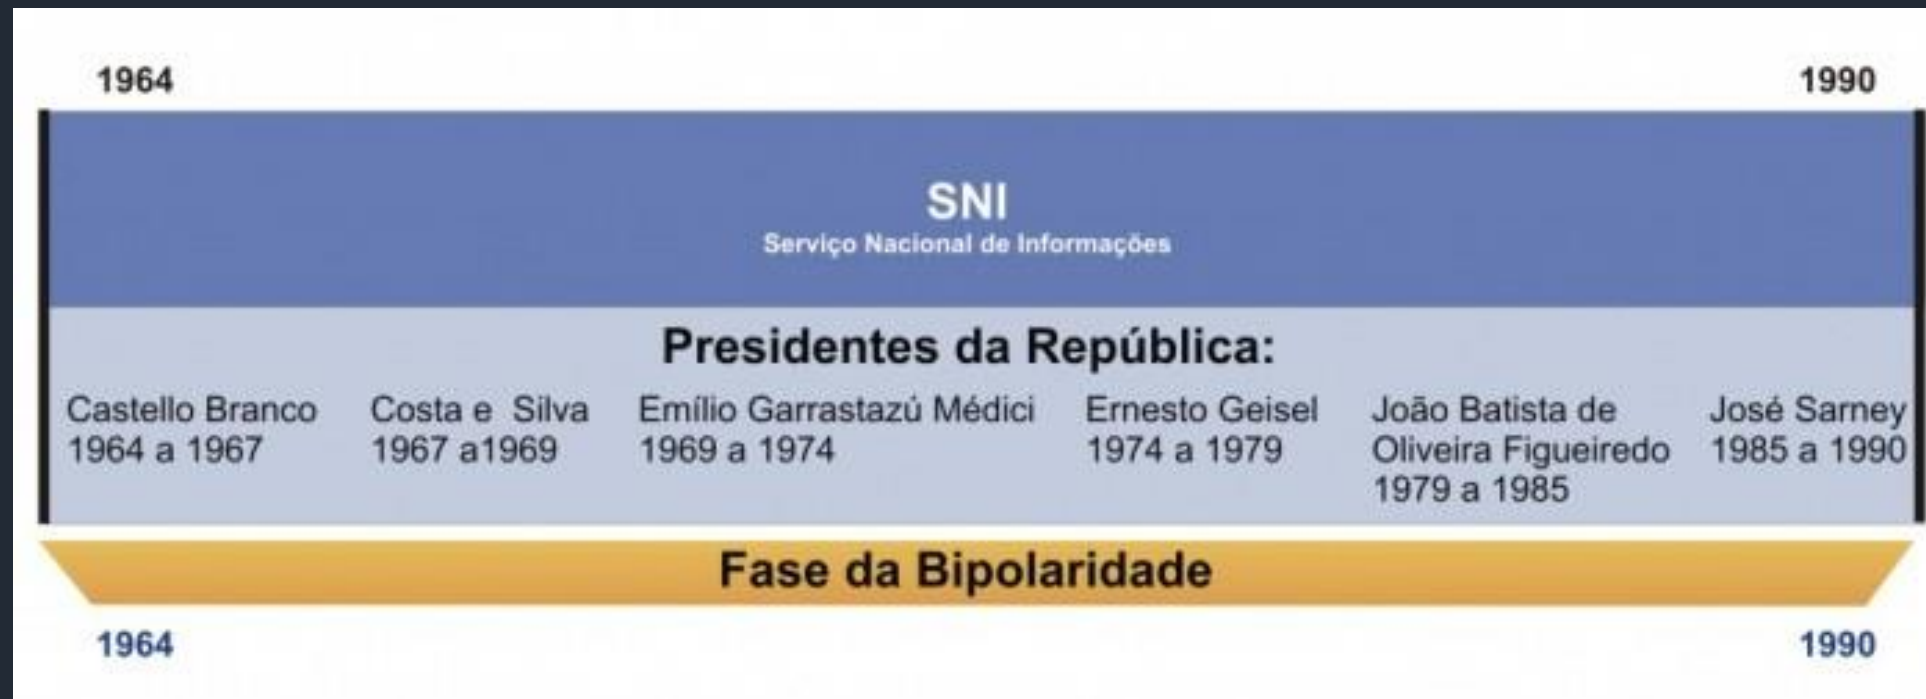 1964
1990
SNI
Serviço Nacional de Informações
Presidentes da República:
Castello Branco
1964 a 1967
Costa e Silva
1967 a1969
Emílio Garrastazú Médici
1969 a 1974
Ernesto Geisel
1974 a 1979
João Batista de
Oliveira Figueiredo
1979 a 1985
José Sarney
1985 a 1990
Fase da Bipolaridade
1964
1990